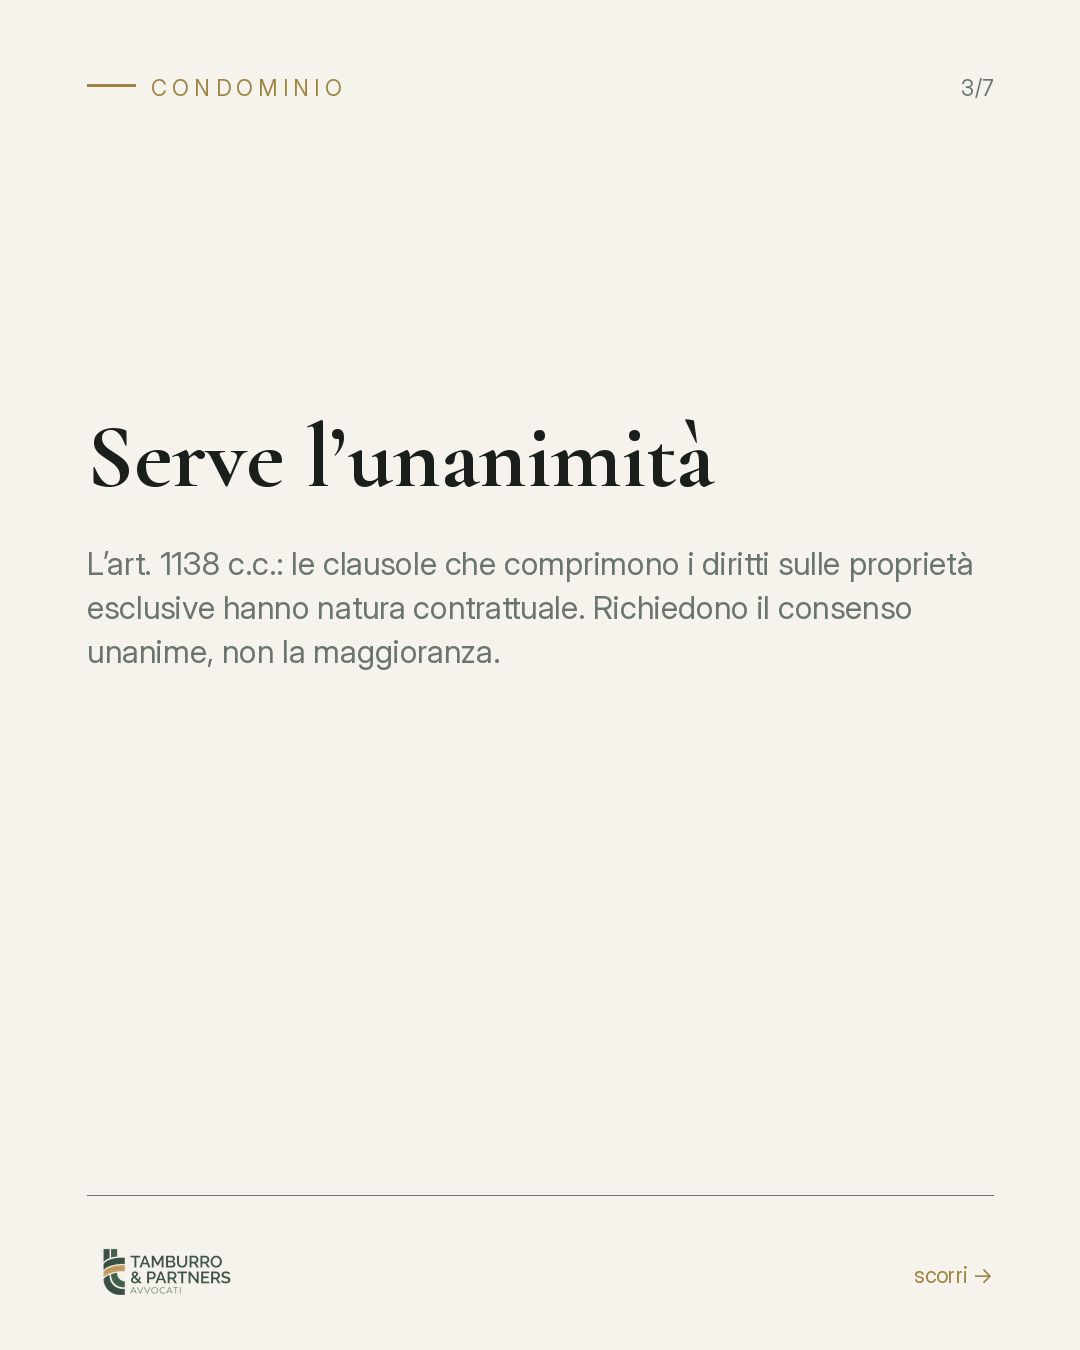 CONDOMINIO
3/7
Serve l’unanimità
L’art. 1138 c.c.: le clausole che comprimono i diritti sulle proprietà
esclusive hanno natura contrattuale. Richiedono il consenso
unanime, non la maggioranza.
TAMBURRO
& PARTNERS
AVVOCATI
scorri →